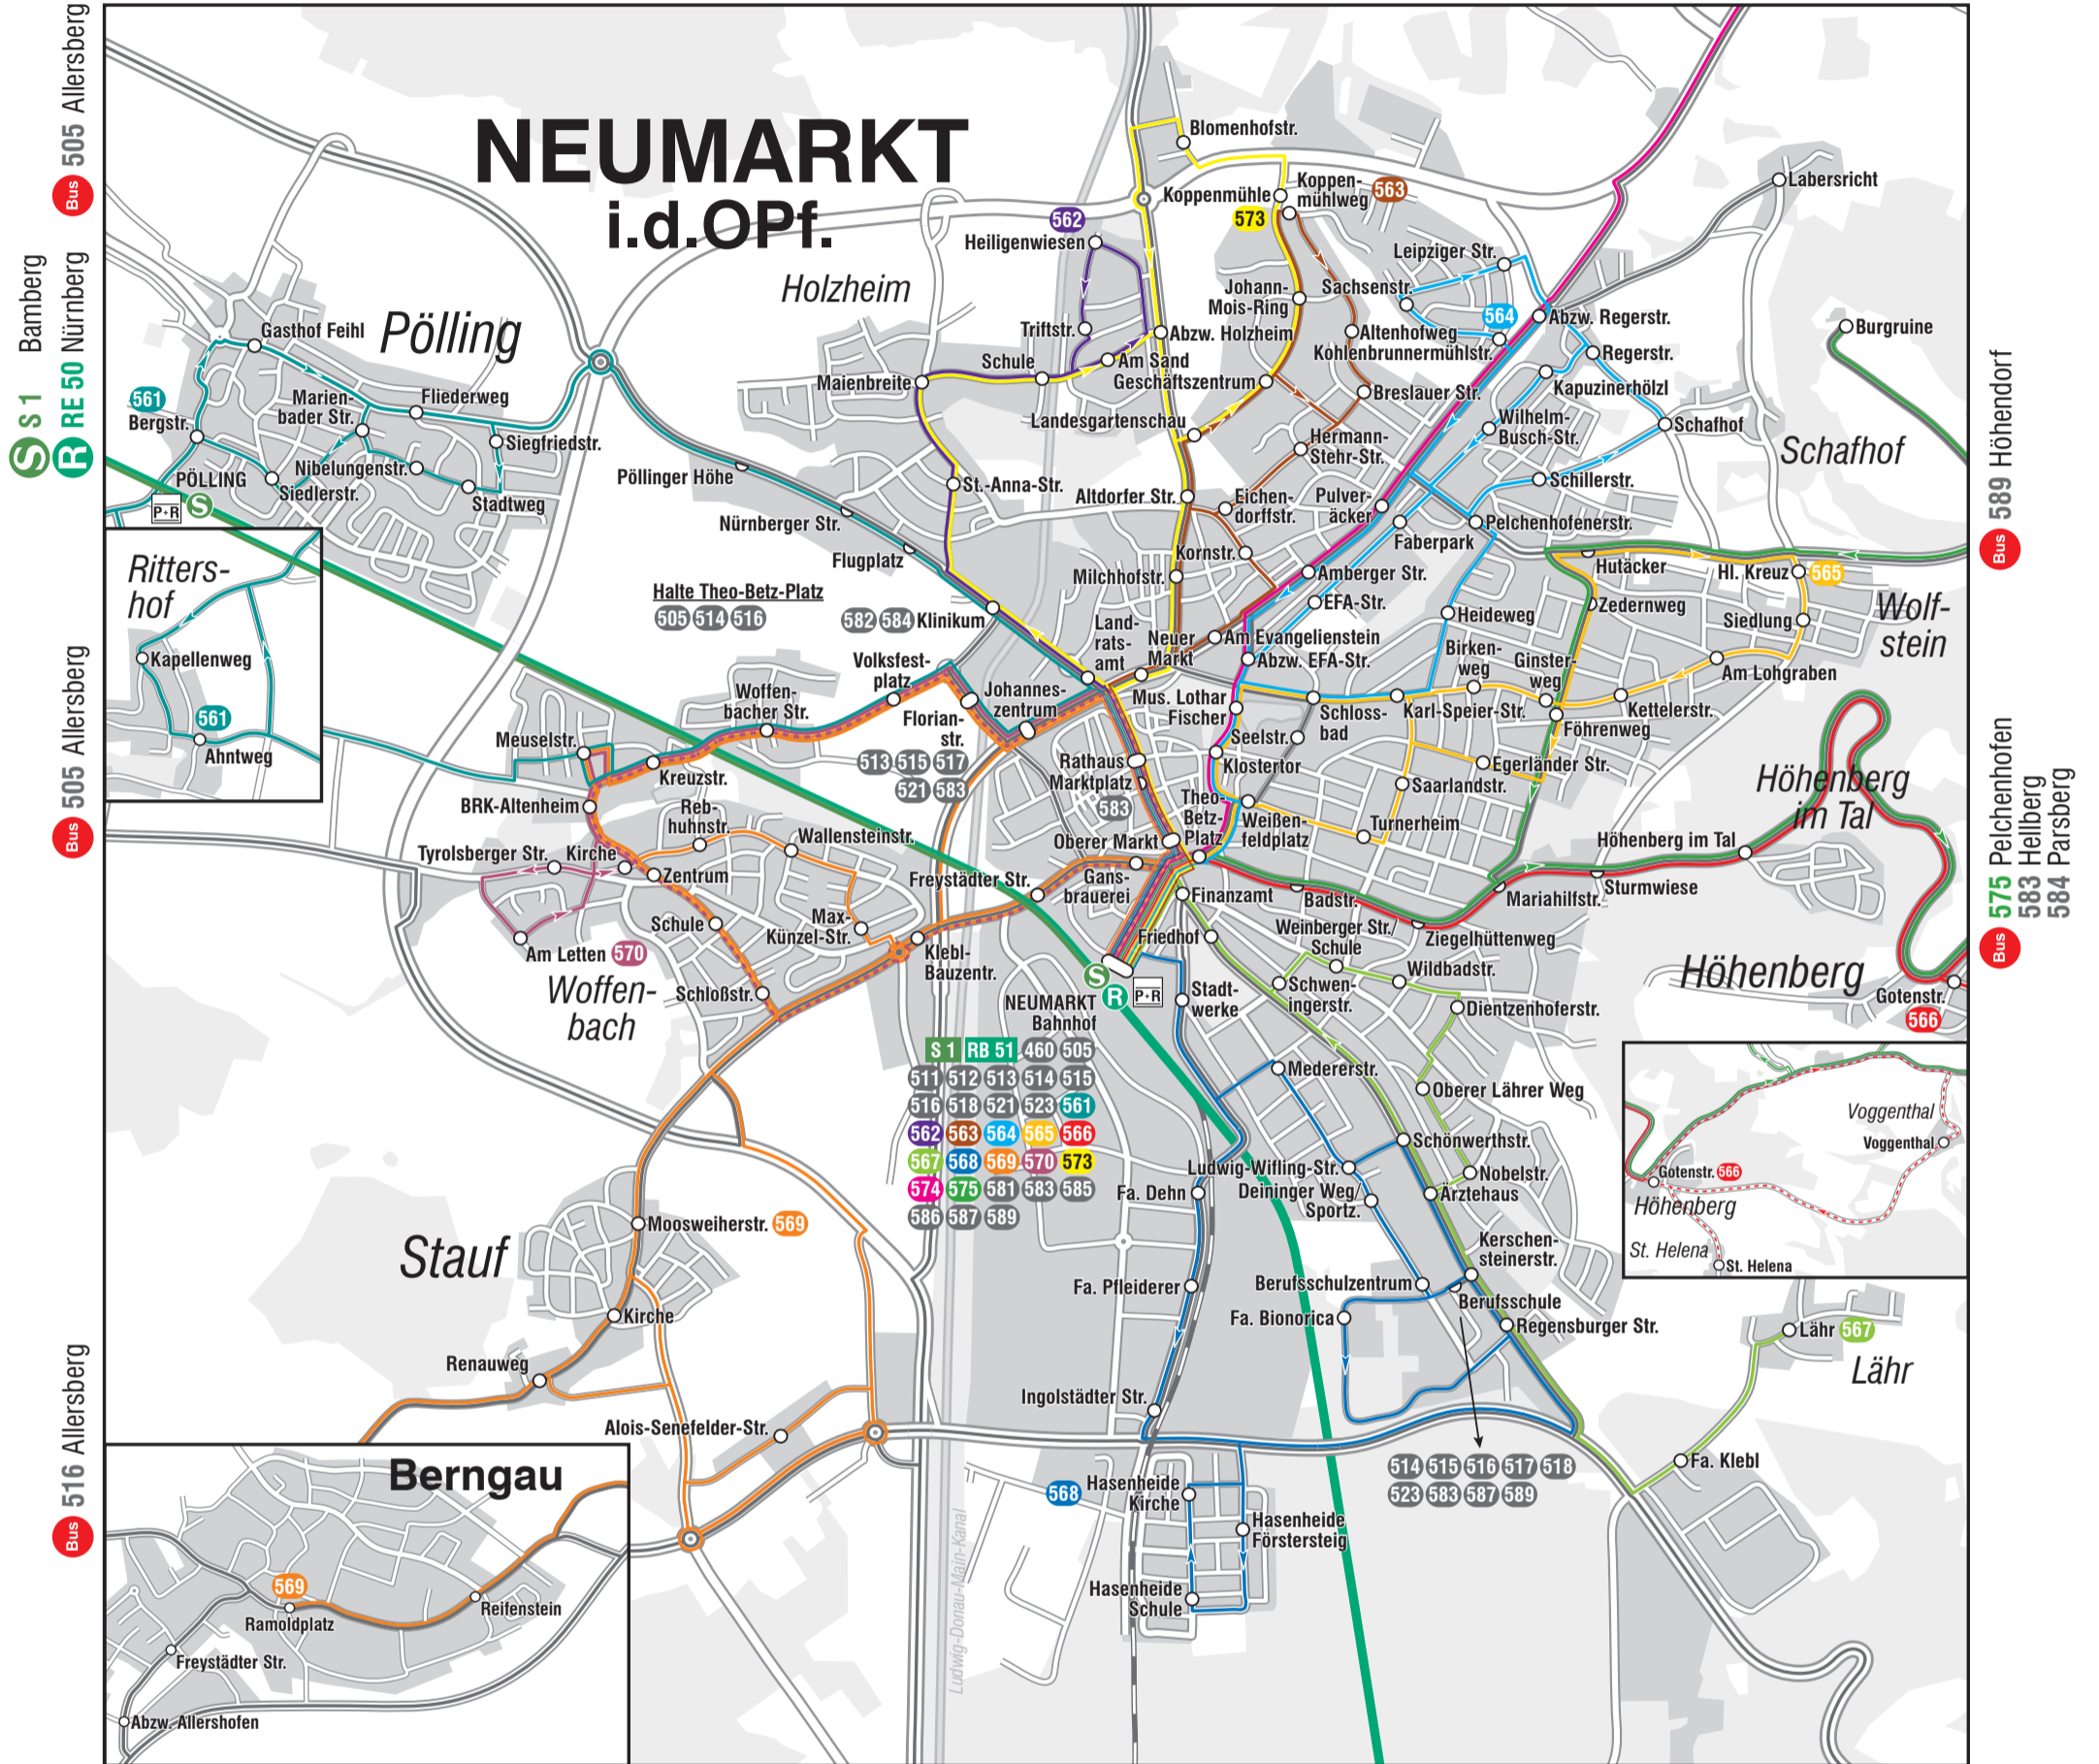 NEUMARKT
i.d.OPf.
Bus 505 Allersberg
S S 1 Bamberg
R RE 50 Nürnberg
Bus 505 Allersberg
Bus 516 Allersberg
Bus 589 Höhendorf
575 Pelchenhofen
Bus 583 Hellberg
584 Parsberg
Pölling
Gasthof Feihl
561
Bergstr.
Marien-
bader Str.
Fliederweg
Siegfriedstr.
Nibelungenstr.
PÖLLING
Siedlerstr.
Stadtweg
P+R
S
Ritters-
hof
Kapellenweg
561
Ahntweg
Holzheim
562
Heiligenwiesen
Triftstr.
Schule
Am Sand
Abzw. Holzheim
Maienbreite
St.-Anna-Str.
Pöllinger Höhe
Nürnberger Str.
Flugplatz
Halte Theo-Betz-Platz
505 514 516
582 584 Klinikum
Blomenhofstr.
Koppenmühle
573
Koppen-
mühlweg
563
Johann-
Mois-Ring
Sachsenstr.
Leipziger Str.
564
Altenhofweg
Kohlenbrunnermühlstr.
Geschäftszentrum
Breslauer Str.
Landesgartenschau
Hermann-
Stehr-Str.
Altdorfer Str.
Eichen-
dorffstr.
Pulver-
äcker
Kornstr.
Milchhofstr.
Amberger Str.
EFA-Str.
Faberpark
Abzw. Regerstr.
Regerstr.
Kapuzinerhölzl
Wilhelm-
Busch-Str.
Schafhof
Schillerstr.
Pelchenhofenerstr.
Labersricht
Burgruine
Schafhof
Hutäcker
Hl. Kreuz
565
Zedernweg
Siedlung
Wolf-
stein
Heideweg
Birken-
weg
Ginster-
weg
Am Lohgraben
Kettelerstr.
Föhrenweg
Karl-Speier-Str.
Egerländer Str.
Saarlandstr.
Turnerheim
Schloss-
bad
Seelstr.
Klostertor
Weißen-
feldplatz
Theo-
Betz-
Platz
Am Evangelienstein
Abzw. EFA-Str.
Mus. Lothar
Fischer
Land-
rats-
amt
Neuer
Markt
Johannes-
zentrum
Volksfest-
platz
Florian-
str.
513 515 517
521 583
Rathaus
Marktplatz
583
Oberer Markt
Gans-
brauerei
Freystädter Str.
Woffen-
bacher Str.
Meuselstr.
Kreuzstr.
BRK-Altenheim
Reb-
huhnstr.
Wallensteinstr.
Tyrolsberger Str.
Kirche
Zentrum
Schule
Max-
Künzel-Str.
Am Letten
570
Woffen-
bach
Schloßstr.
Klebl-
Bauzentr.
Finanzamt
Friedhof
Badstr.
Weinberger Str./
Schule
Ziegelhüttenweg
Mariahilfstr.
Sturmwiese
Höhenberg im Tal
Höhenberg
im Tal
Höhenberg
Gotenstr.
566
Schwen-
ingerstr.
Wildbadstr.
Dientzenhoferstr.
Oberer Lährer Weg
Stadt-
werke
S
R
P+R
NEUMARKT
Bahnhof
S 1 RB 51 460 505
511 512 513 514 515
516 518 521 523 561
562 563 564 565 566
567 568 569 570 573
574 575 581 583 585
586 587 589
Medererstr.
Schönwerthstr.
Ludwig-Wifling-Str.
Nobelstr.
Ärztehaus
Deininger Weg/
Sportz.
Fa. Dehn
Kerschen-
steinerstr.
Berufsschulzentrum
Berufsschule
Fa. Pfleiderer
Fa. Bionorica
Regensburger Str.
Ingolstädter Str.
514 515 516 517 518
523 583 587 589
568
Hasenheide
Kirche
Hasenheide
Förstersteig
Hasenheide
Schule
Voggenthal
Voggenthal
Gotenstr. 566
Höhenberg
St. Helena
St. Helena
Lähr
567
Lähr
Fa. Klebl
Stauf
Moosweiherstr.
569
Kirche
Renauweg
Alois-Senefelder-Str.
Ludwig-Donau-Main-Kanal
Berngau
569
Ramoldplatz
Reifenstein
Freystädter Str.
Abzw. Allershofen